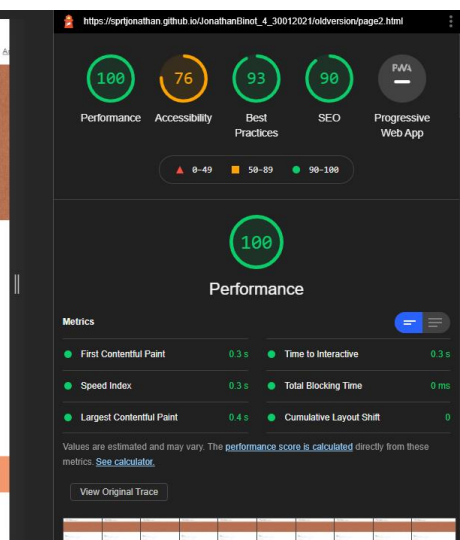 https://sprtjonathan.github.io/JonathanBinot_4_30012021/oldversion/page2.html
100
76
93
90
PWA
Performance
Accessibility
Best
Practices
SEO
Progressive
Web App
0-49
50-89
90-100
100
Performance
Metrics
First Contentful Paint 0.3 s
Time to Interactive 0.3 s
Speed Index 0.3 s
Total Blocking Time 0 ms
Largest Contentful Paint 0.4 s
Cumulative Layout Shift 0
Values are estimated and may vary. The performance score is calculated directly from these
metrics. See calculator.
View Original Trace